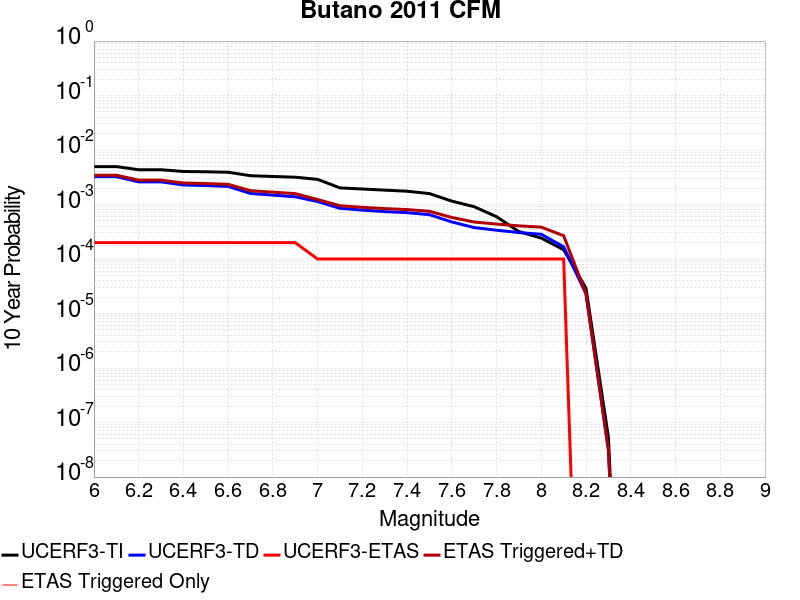 Butano 2011 CFM
10 0
10 -1
10 -2
10 -3
10 -4
10 -5
10 -6
10 -7
10 -8
10 Year Probability
6 6.2 6.4 6.6 6.8 7 7.2 7.4 7.6 7.8 8 8.2 8.4 8.6 8.8 9
Magnitude
UCERF3-TI UCERF3-TD UCERF3-ETAS ETAS Triggered+TD
ETAS Triggered Only